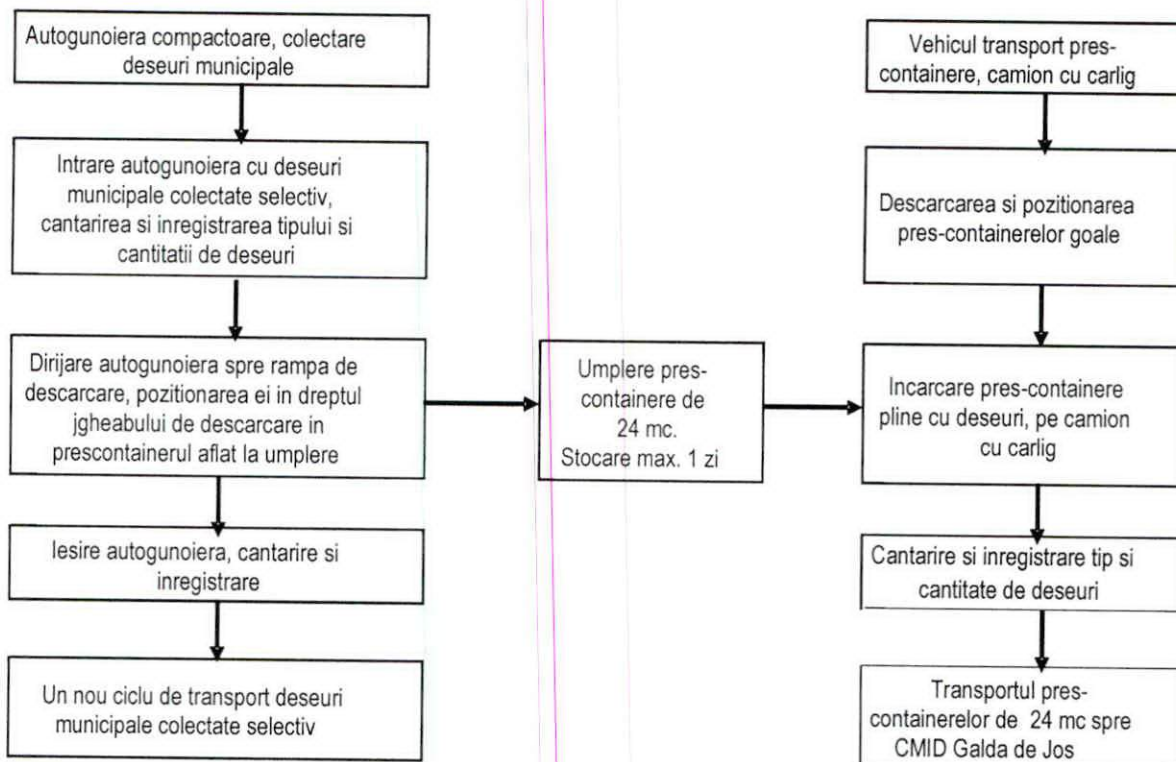 Autogunoiera compactoare, colectare
deseuri municipale
Intrare autogunoiera cu deseuri
municipale colectate selectiv,
cantarirea si inregistrarea tipului si
cantitatii de deseuri
Dirijare autogunoiera spre rampa de
descarcare, pozitionarea ei in dreptul
jgheabului de descarcare in
prescontainerul aflat la umplere
Iesire autogunoiera, cantarire si
inregistrare
Un nou ciclu de transport deseuri
municipale colectate selectiv
Umplere pres-
containere de
24 mc.
Stocare max. 1 zi
Vehicul transport pres-
containere, camion cu carlig
Descarcarea si pozitionarea
pres-containerelor goale
Incarcare pres-containere
pline cu deseuri, pe camion
cu carlig
Cantarire si inregistrare tip si
cantitate de deseuri
Transportul pres-
containerelor de 24 mc spre
CMID Galda de Jos